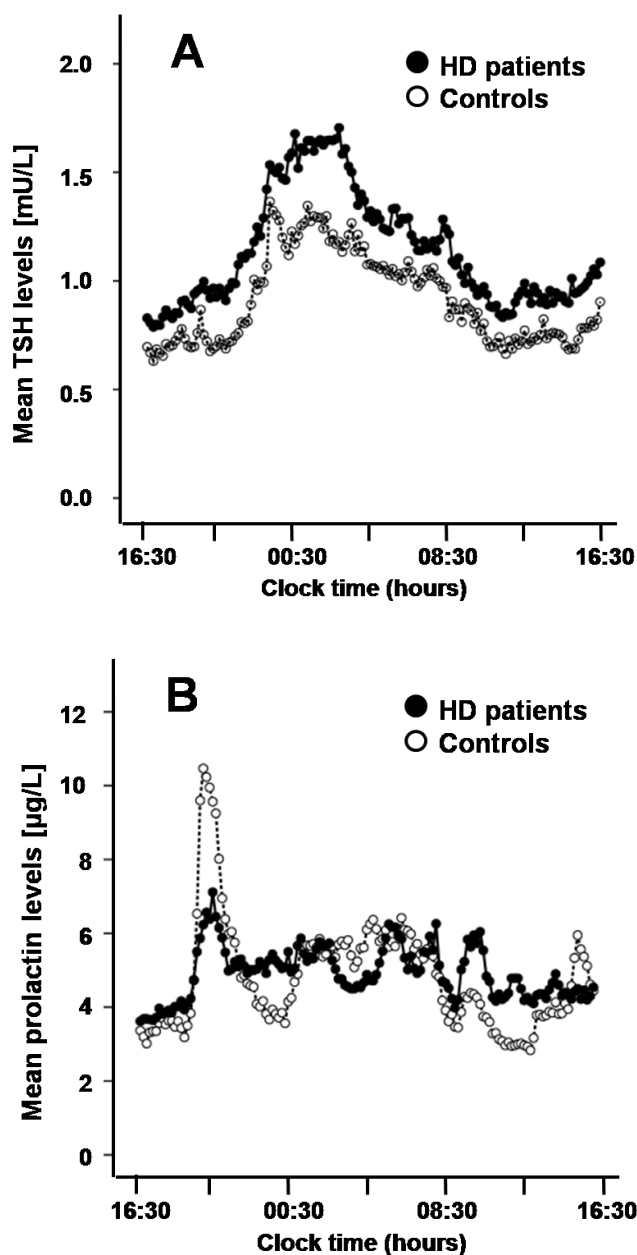 A
HD patients
Controls
Mean TSH levels [mU/L]
2.0
1.5
1.0
0.5
0.0
16:30 00:30 08:30 16:30
Clock time (hours)
B
HD patients
Controls
Mean prolactin levels [µg/L]
12
10
8
6
4
2
0
16:30 00:30 08:30 16:30
Clock time (hours)